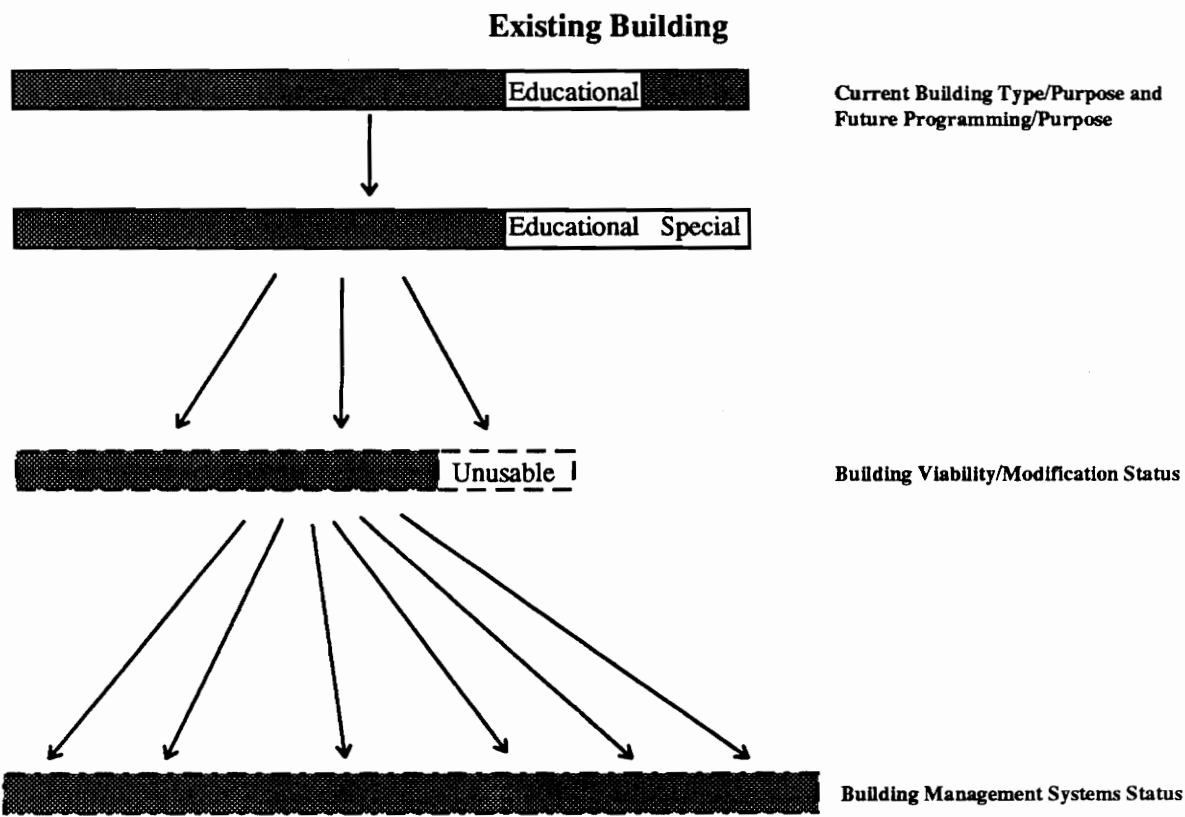 Existing Building
Educational
Current Building Type/Purpose and
Future Programming/Purpose
Educational Special
Unusable
Building Viability/Modification Status
Building Management Systems Status